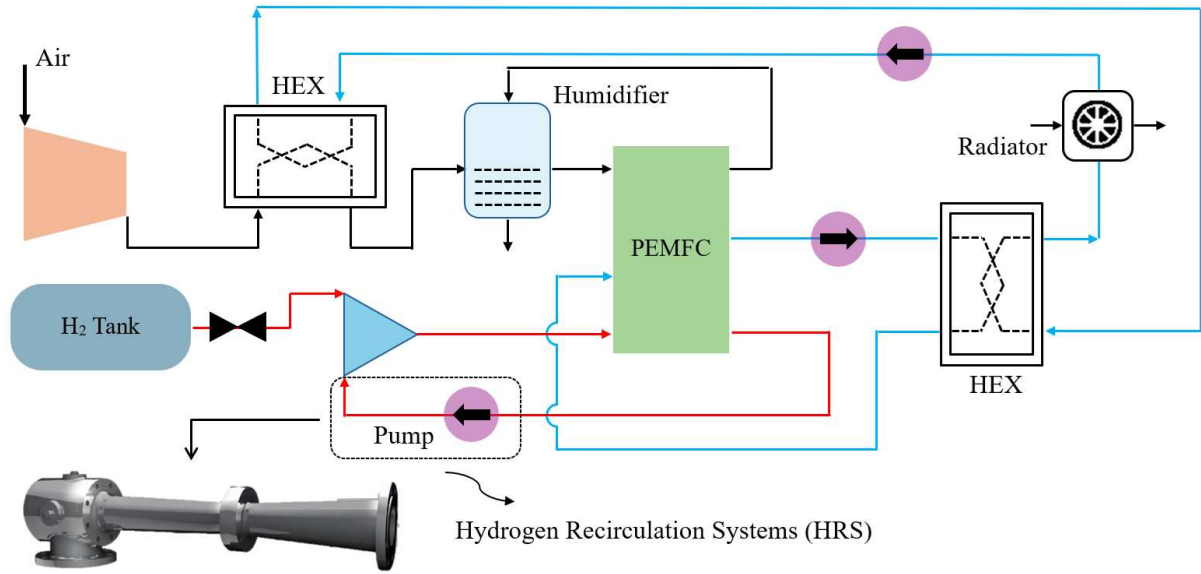 Air
HEX
Humidifier
Radiator
PEMFC
H₂ Tank
HEX
Pump
Hydrogen Recirculation Systems (HRS)